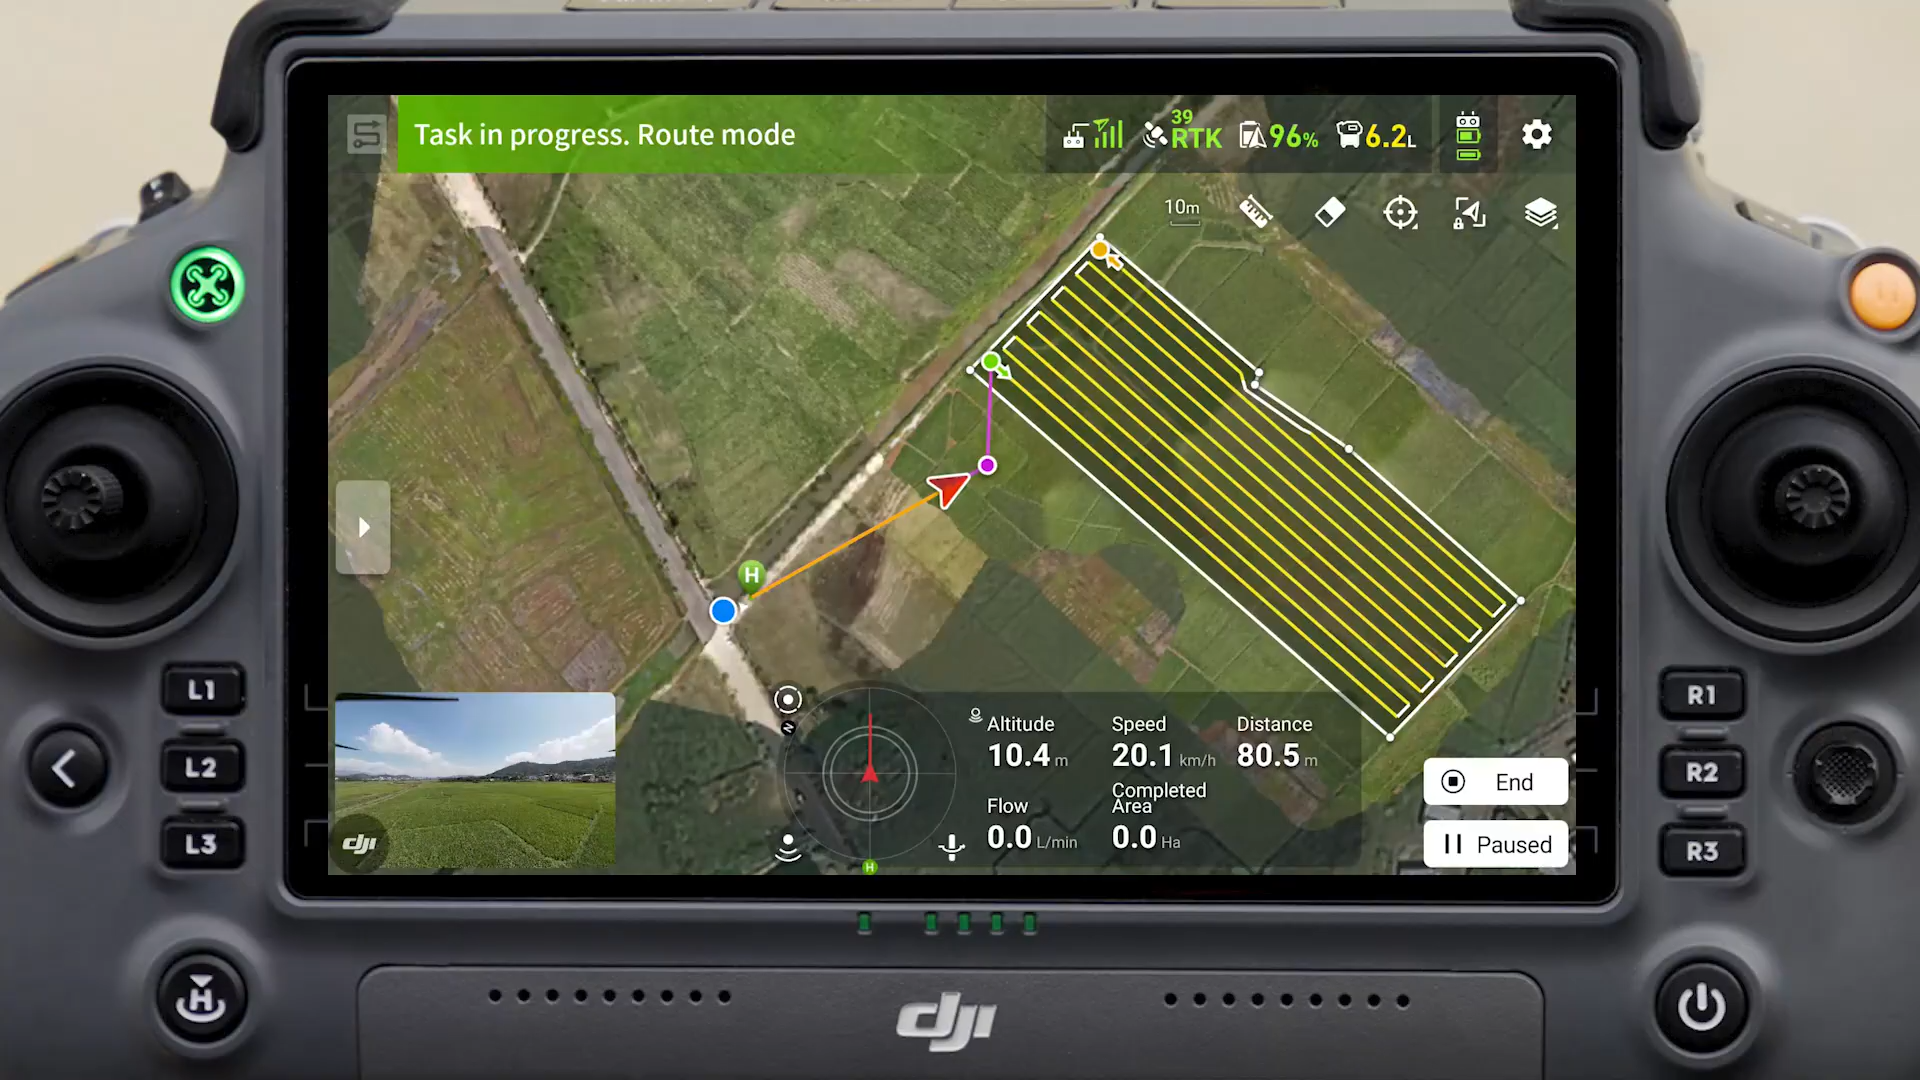 Task in progress. Route mode
39
RTK
96%
6.2L
10m
H
N
Altitude
10.4 m
Speed
20.1 km/h
Distance
80.5 m
Flow
0.0 L/min
Completed
Area
0.0 Ha
H
End
Paused
dji
L1
L2
L3
R1
R2
R3
H
dji